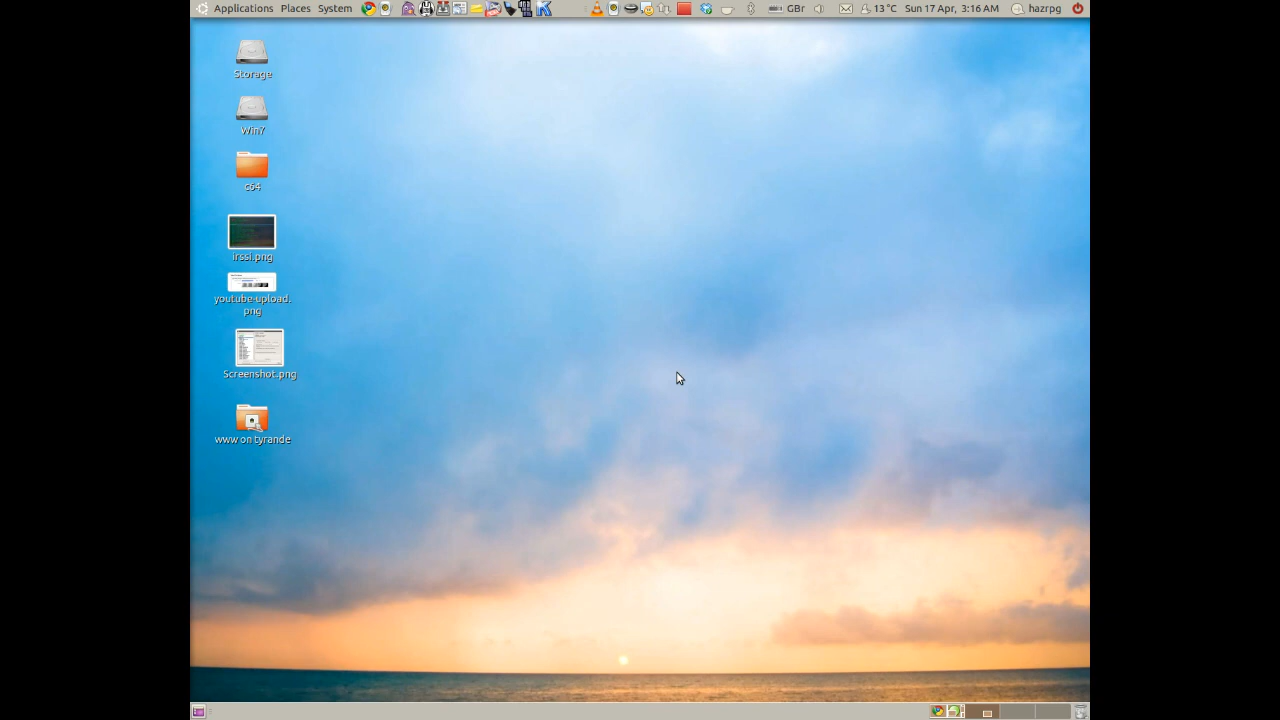 Applications Places System GBr 13°C Sun 17 Apr, 3:16 AM hazrpg
Storage
Win7
c64
irssi.png
youtube-upload.
png
Screenshot.png
www on tyrande